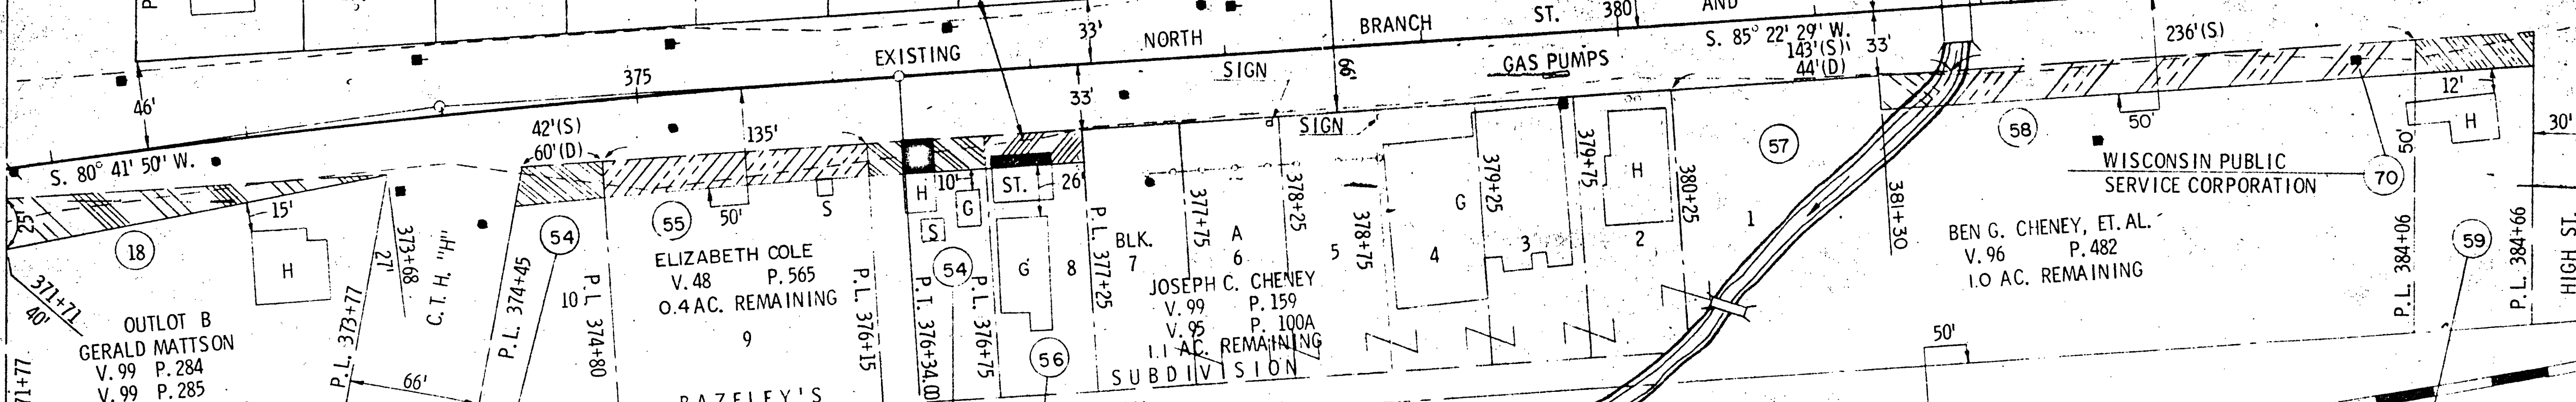 33'
BRANCH ST. 380 AND
EXISTING NORTH
S. 85° 22' 29" W.
143'(S)
44'(D)
33'
236'(S)
375
SIGN
66'
GAS PUMPS
46'
33'
12'
42'(S)
60'(D)
135'
SIGN
H
30'
S. 80° 41' 50" W.
57
58
50'
50'
WISCONSIN PUBLIC
SERVICE CORPORATION
70
25'
15'
18
H
27'
373+68
C. T. H. "H"
54
55
50'
S
H
10'
G
ST.
26'
S
54
G
8
BLK.
7
377+75
A
6
378+25
5
378+75
4
G
379+25
3
379+75
H
2
380+25
1
381+30
BEN G. CHENEY, ET. AL.
V. 96 P. 482
1.0 AC. REMAINING
P.L. 384+06
P.L. 384+66
59
HIGH ST.
ELIZABETH COLE
V. 48 P. 565
0.4 AC. REMAINING
9
10
P.L. 373+77
P.L. 374+45
P.L. 374+80
P.L. 376+15
P.T. 376+34.00
P.L. 376+75
P.L. 377+25
JOSEPH C. CHENEY
V. 99 P. 159
V. 95 P. 100A
1.1 AC. REMAINING
SUBDIVISION
56
50'
371+71
40'
OUTLOT B
GERALD MATTSON
V. 99 P. 284
V. 99 P. 285
66'
71+77
BAZELEY'S